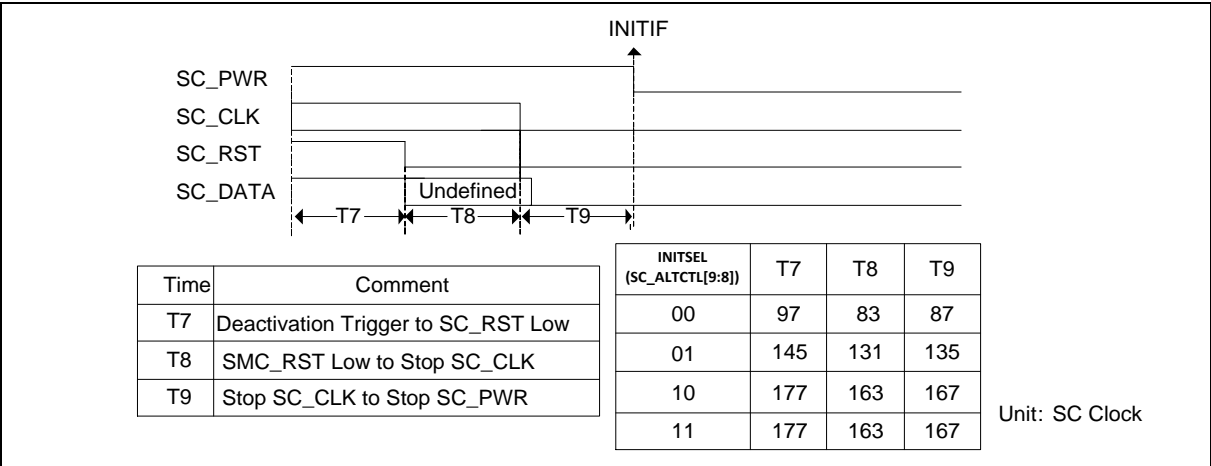 INITIF
SC_PWR
SC_CLK
SC_RST
SC_DATA Undefined
T7 T8 T9
Time Comment
T7 Deactivation Trigger to SC_RST Low
T8 SMC_RST Low to Stop SC_CLK
T9 Stop SC_CLK to Stop SC_PWR
INITSEL
(SC_ALTCTL[9:8]) T7 T8 T9
00 97 83 87
01 145 131 135
10 177 163 167
11 177 163 167
Unit: SC Clock